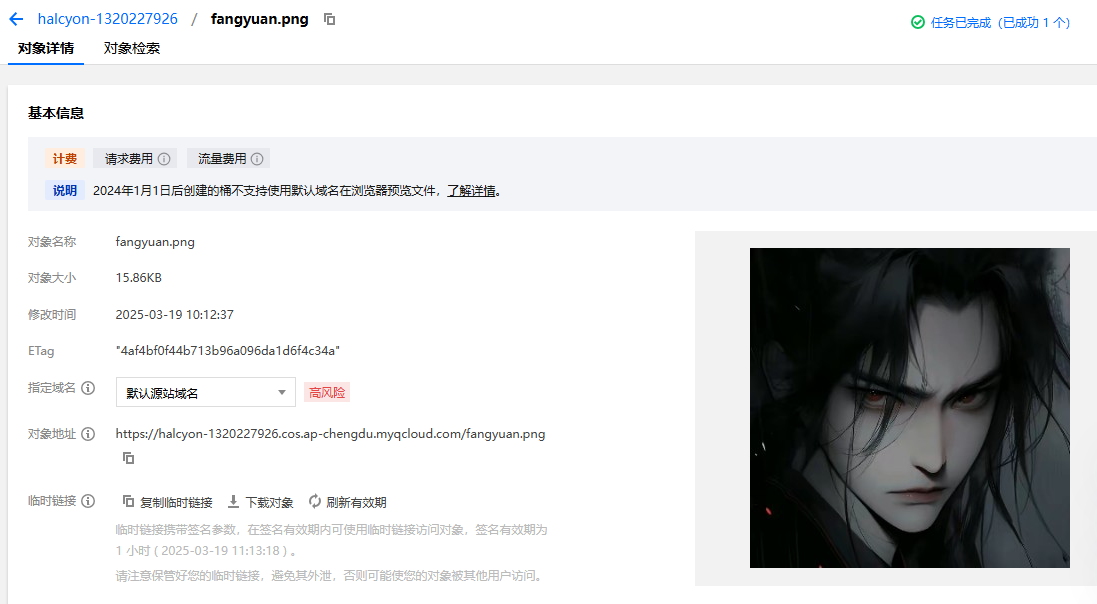 halcyon-1320227926 / fangyuan.png
任务已完成（已成功 1 个）
对象详情 对象检索
基本信息
计费 请求费用 流量费用
说明 2024年1月1日后创建的桶不支持使用默认域名在浏览器预览文件，了解详情。
对象名称 fangyuan.png
对象大小 15.86KB
修改时间 2025-03-19 10:12:37
ETag "4af4bf0f44b713b96a096da1d6f4c34a"
指定域名 默认源站域名 高风险
对象地址 https://halcyon-1320227926.cos.ap-chengdu.myqcloud.com/fangyuan.png
临时链接 复制临时链接 下载对象 刷新有效期
临时链接携带签名参数，在签名有效期内可使用临时链接访问对象，签名有效期为
1 小时 ( 2025-03-19 11:13:18 ) 。
请注意保管好您的临时链接，避免其外泄，否则可能使您的对象被其他用户访问。